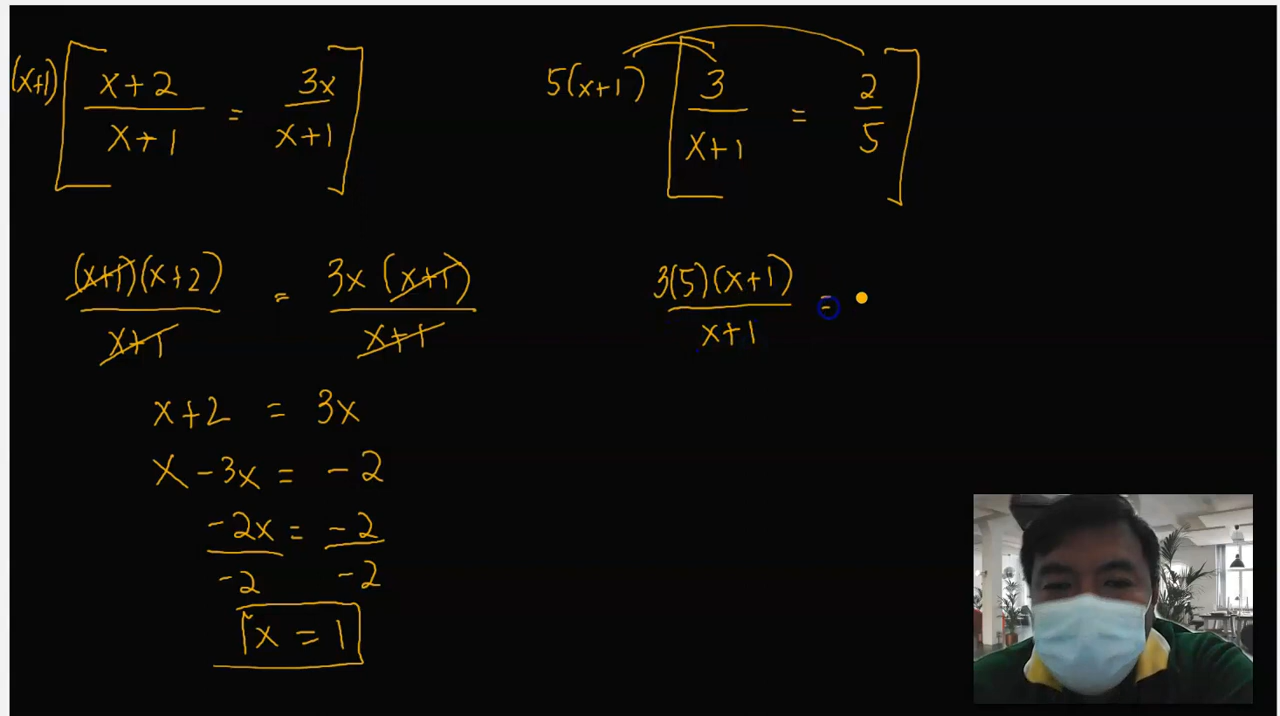 (x+1) [ x+2 / x+1 = 3x / x+1 ]
(x+1)(x+2) / x+1 = 3x (x+1) / x+1
x+2 = 3x
x - 3x = -2
-2x / -2 = -2 / -2
x = 1
5(x+1) [ 3 / x+1 = 2 / 5 ]
3(5)(x+1) / x+1 =